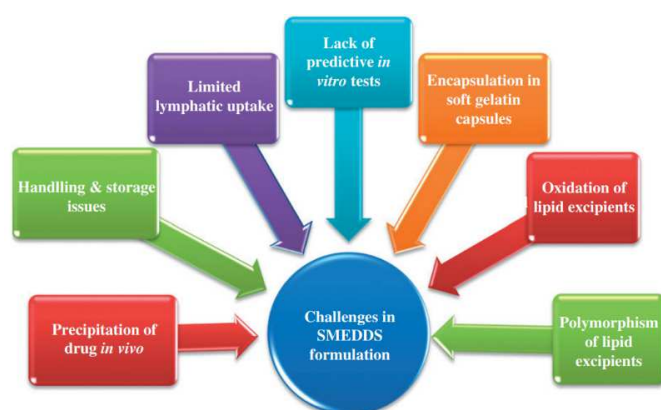 Lack of
predictive in
vitro tests
Limited
lymphatic uptake
Encapsulation in
soft gelatin
capsules
Handlling & storage
issues
Oxidation of
lipid excipients
Precipitation of
drug in vivo
Challenges in
SMEDDS
formulation
Polymorphism
of lipid
excipients